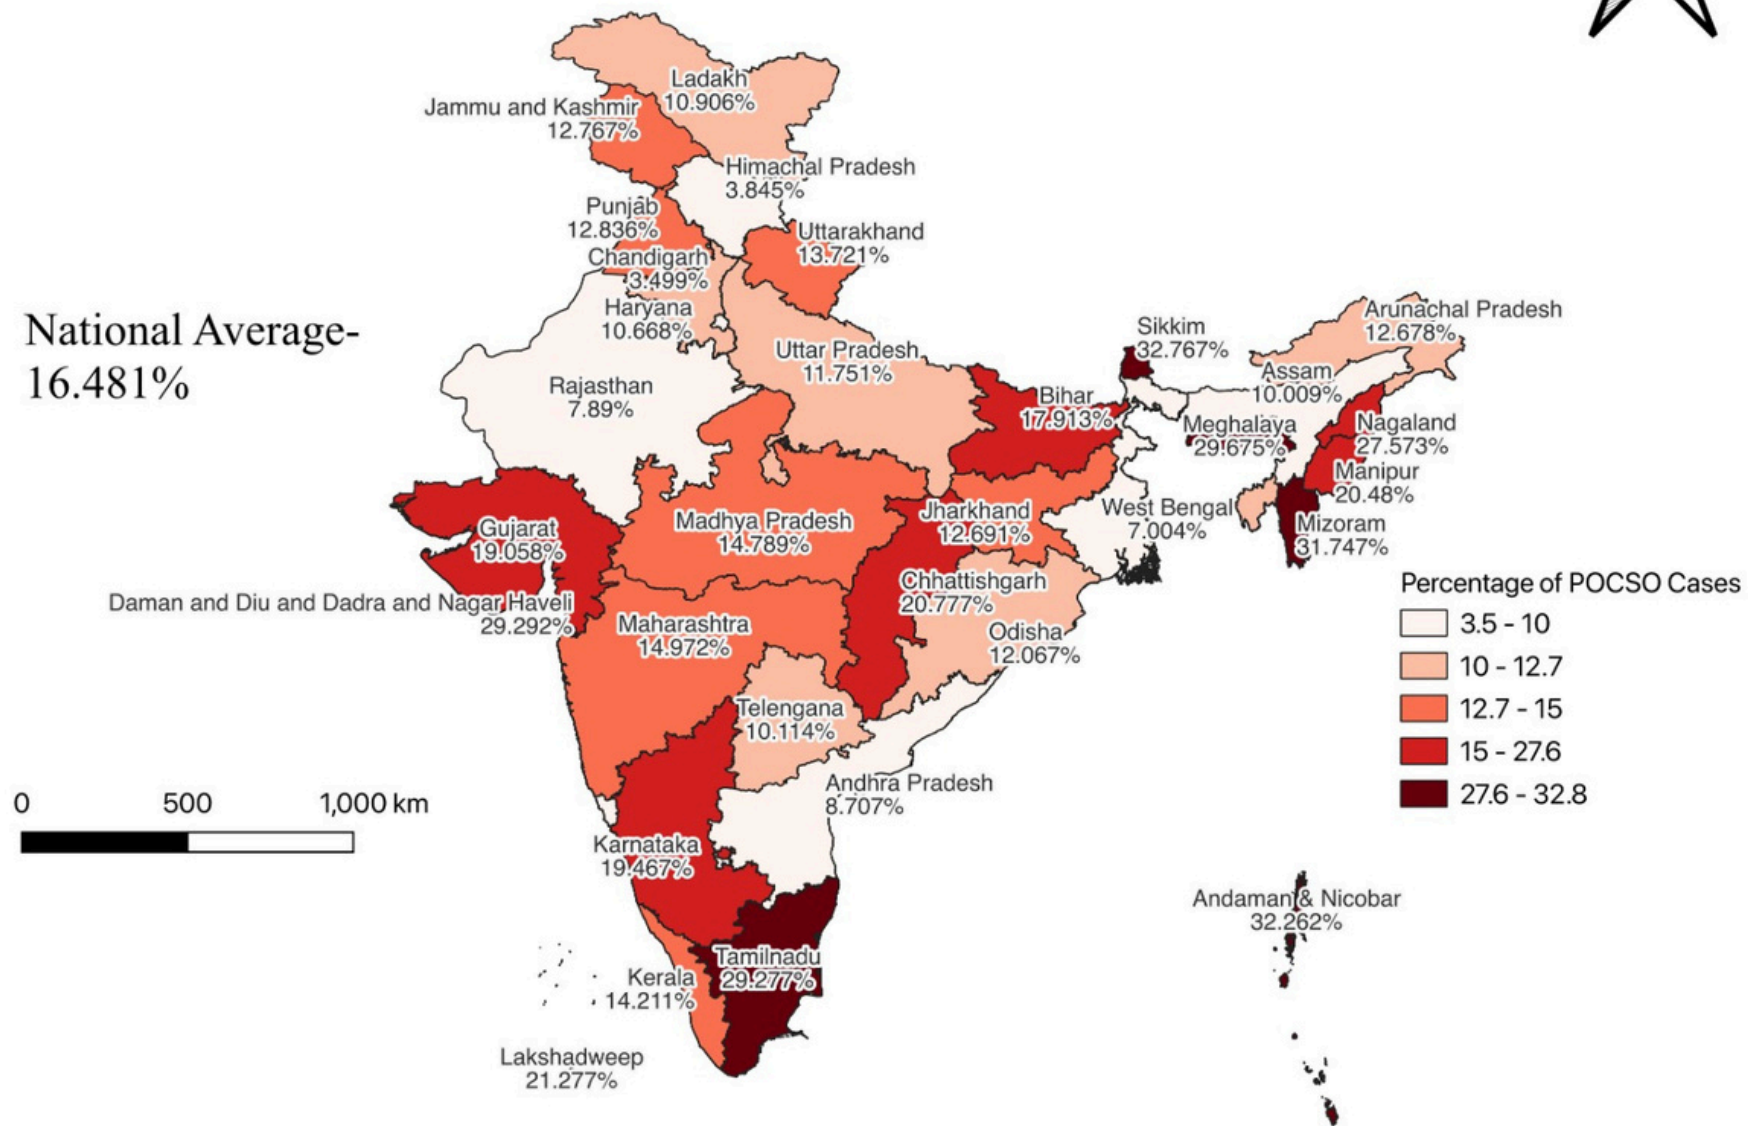 Ladakh
10.906%
Jammu and Kashmir
12.767%
Himachal Pradesh
3.845%
Punjab
12.836%
Uttarakhand
13.721%
Chandigarh
3.499%
Haryana
10.668%
National Average-
16.481%
Uttar Pradesh
11.751%
Rajasthan
7.89%
Sikkim
32.767%
Arunachal Pradesh
12.678%
Assam
10.009%
Bihar
17.913%
Meghalaya
29.675%
Nagaland
27.573%
Manipur
20.48%
Mizoram
31.747%
West Bengal
7.004%
Jharkhand
12.691%
Madhya Pradesh
14.789%
Gujarat
19.058%
Daman and Diu and Dadra and Nagar Haveli
29.292%
Chhattishgarh
20.777%
Maharashtra
14.972%
Odisha
12.067%
Telengana
10.114%
Andhra Pradesh
8.707%
Karnataka
19.467%
Tamilnadu
29.277%
Kerala
14.211%
Lakshadweep
21.277%
Andaman & Nicobar
32.262%
Percentage of POCSO Cases
3.5 - 10
10 - 12.7
12.7 - 15
15 - 27.6
27.6 - 32.8
0 500 1,000 km